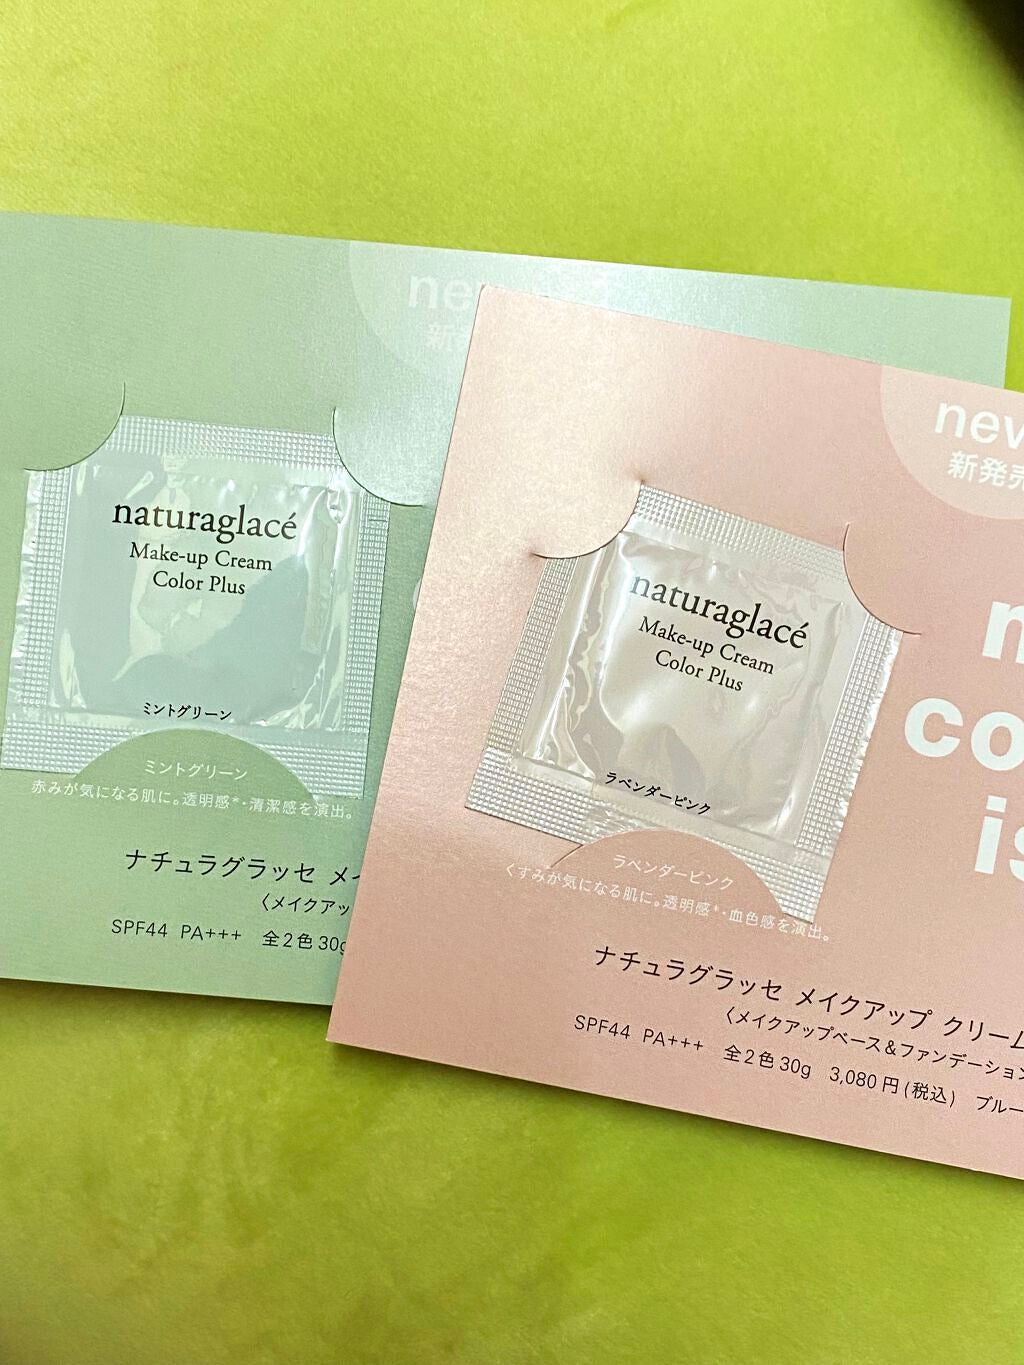 new
新発売
naturaglacé
Make-up Cream
Color Plus
ミントグリーン
ミントグリーン
赤みが気になる肌に。透明感*・清潔感を演出。
ナチュラグラッセ メイ
〈メイクアッ
SPF44 PA+++ 全2色 30g
new
新発売
naturaglacé
Make-up Cream
Color Plus
ラベンダーピンク
ラベンダーピンク
くすみが気になる肌に。透明感*・血色感を演出。
co
is
ナチュラグラッセ メイクアップ クリーム
〈メイクアップベース＆ファンデーション
SPF44 PA+++ 全2色 30g 3,080円(税込) ブルー